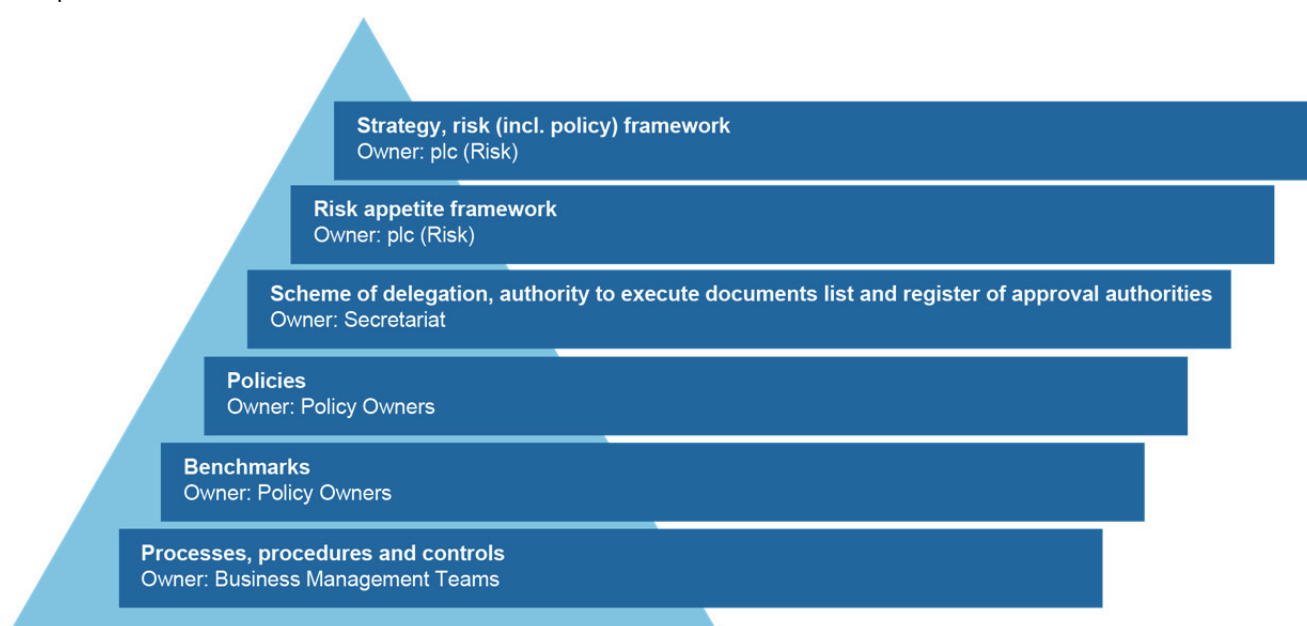 Strategy, risk (incl. policy) framework
Owner: plc (Risk)
Risk appetite framework
Owner: plc (Risk)
Scheme of delegation, authority to execute documents list and register of approval authorities
Owner: Secretariat
Policies
Owner: Policy Owners
Benchmarks
Owner: Policy Owners
Processes, procedures and controls
Owner: Business Management Teams